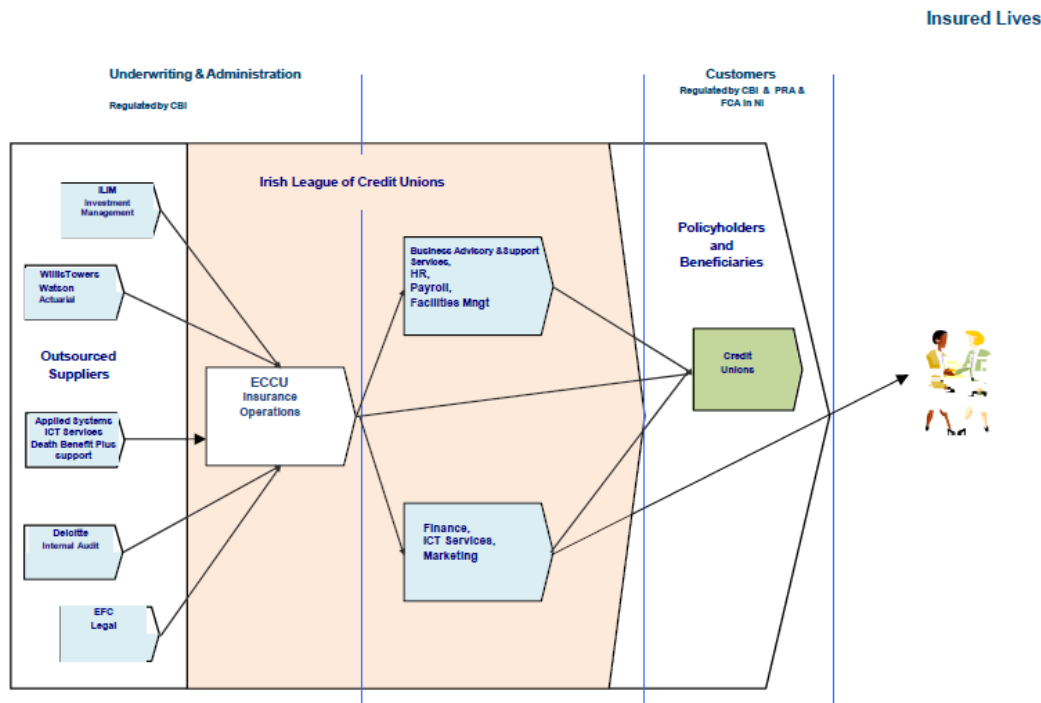 Insured Lives
Underwriting & Administration
Regulated by CBI
Customers
Regulated by CBI & PRA &
FCA in NI
Irish League of Credit Unions
ILIM
Investment
Management
WillisTowers
Watson
Actuarial
Outsourced
Suppliers
Applied Systems
ICT Services
Death Benefit Plus
support
Deloitte
Internal Audit
EFC
Legal
ECCU
Insurance
Operations
Business Advisory & Support
Services,
HR,
Payroll,
Facilities Mngt
Finance,
ICT Services,
Marketing
Policyholders
and
Beneficiaries
Credit
Unions